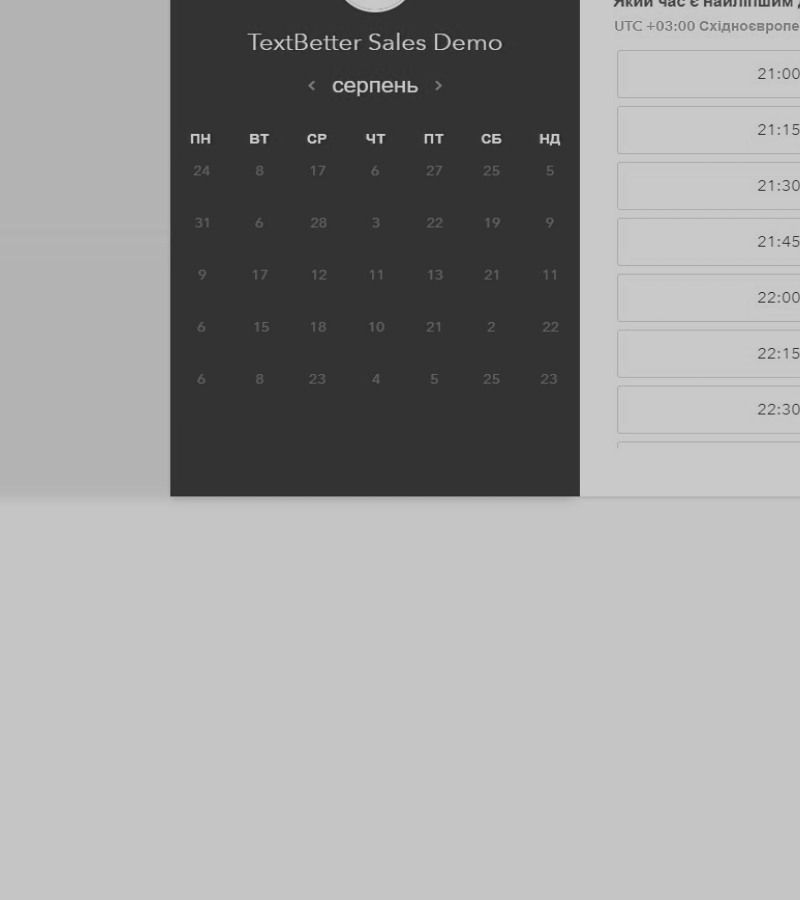 TextBetter Sales Demo
‹ серпень ›
ПН ВТ СР ЧТ ПТ СБ НД
24 8 17 6 27 25 5
31 6 28 3 22 19 9
9 17 12 11 13 21 11
6 15 18 10 21 2 22
6 8 23 4 5 25 23
Який час є найліпшим
UTC +03:00 Східноєвропе
21:00
21:15
21:30
21:45
22:00
22:15
22:30